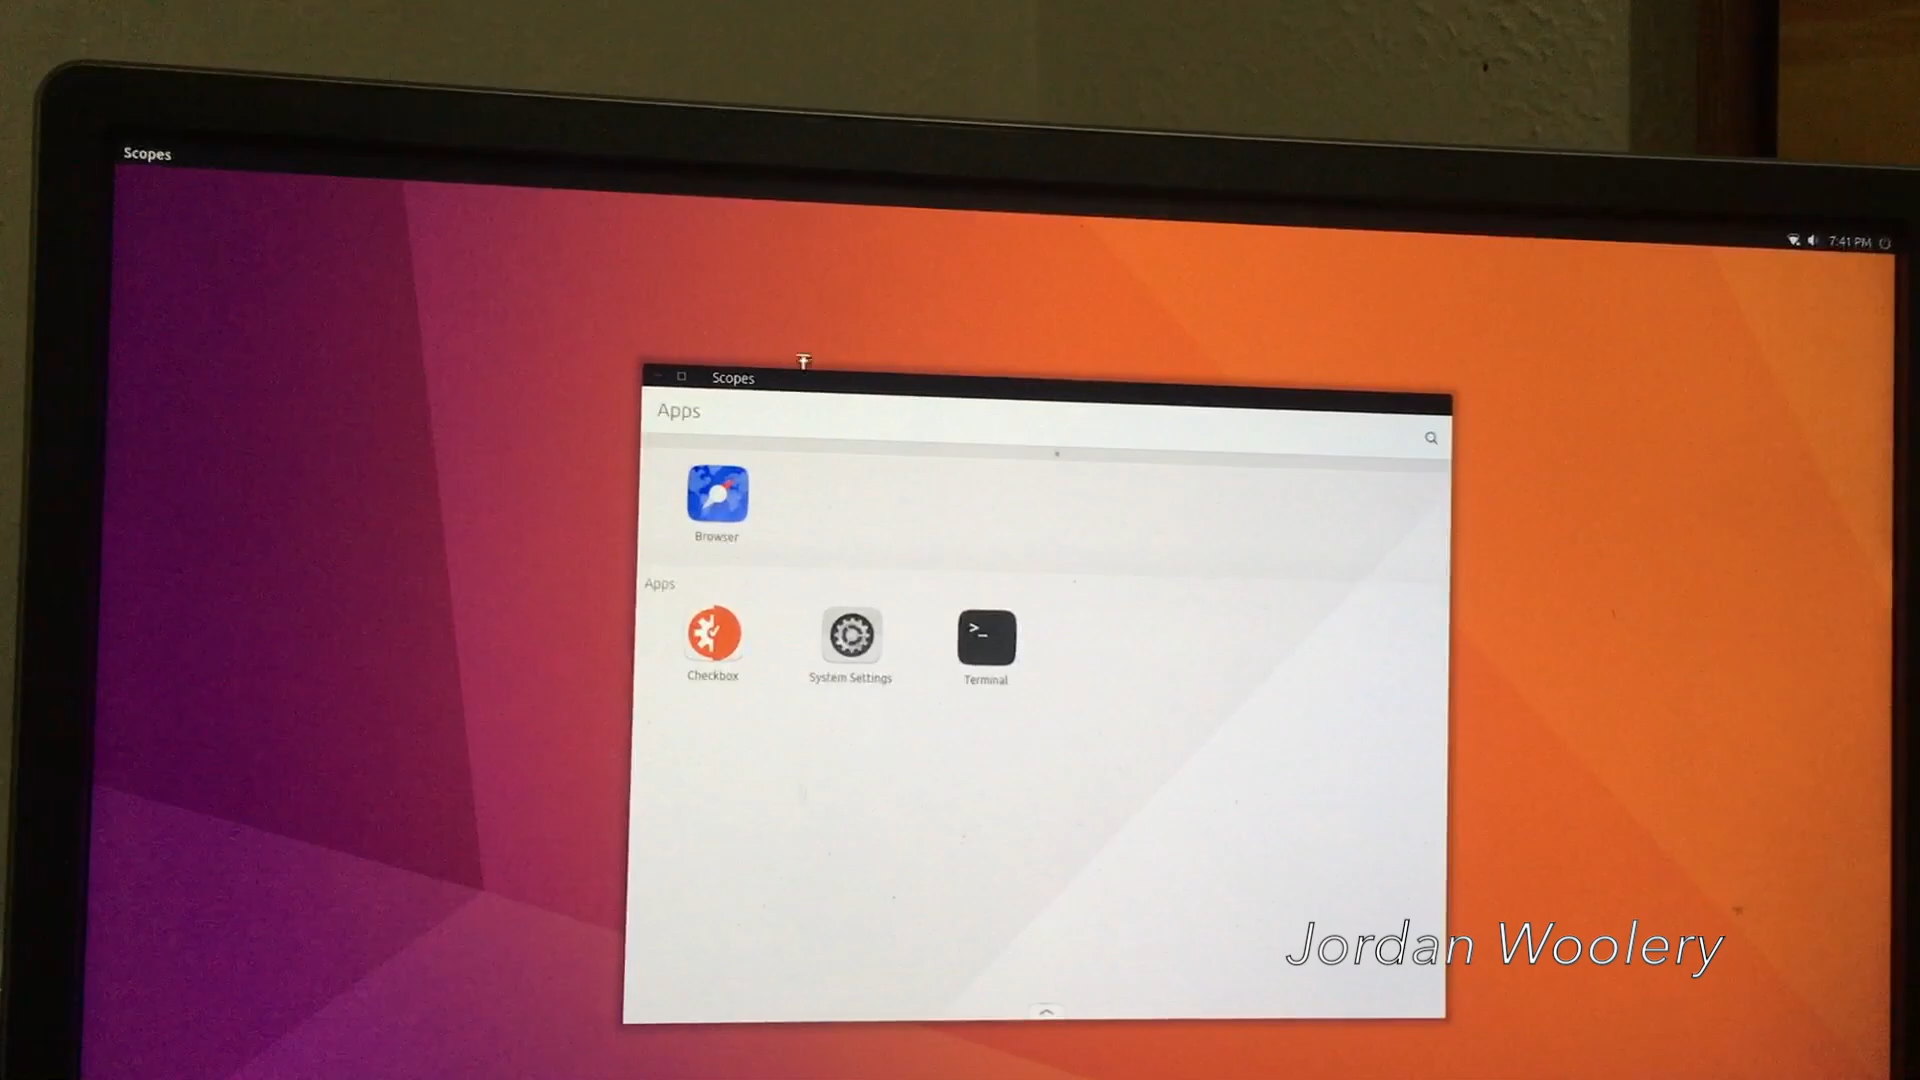 Scopes
7:41 PM
Scopes
Apps
Browser
Apps
Checkbox
System Settings
Terminal
>_
Jordan Woolery